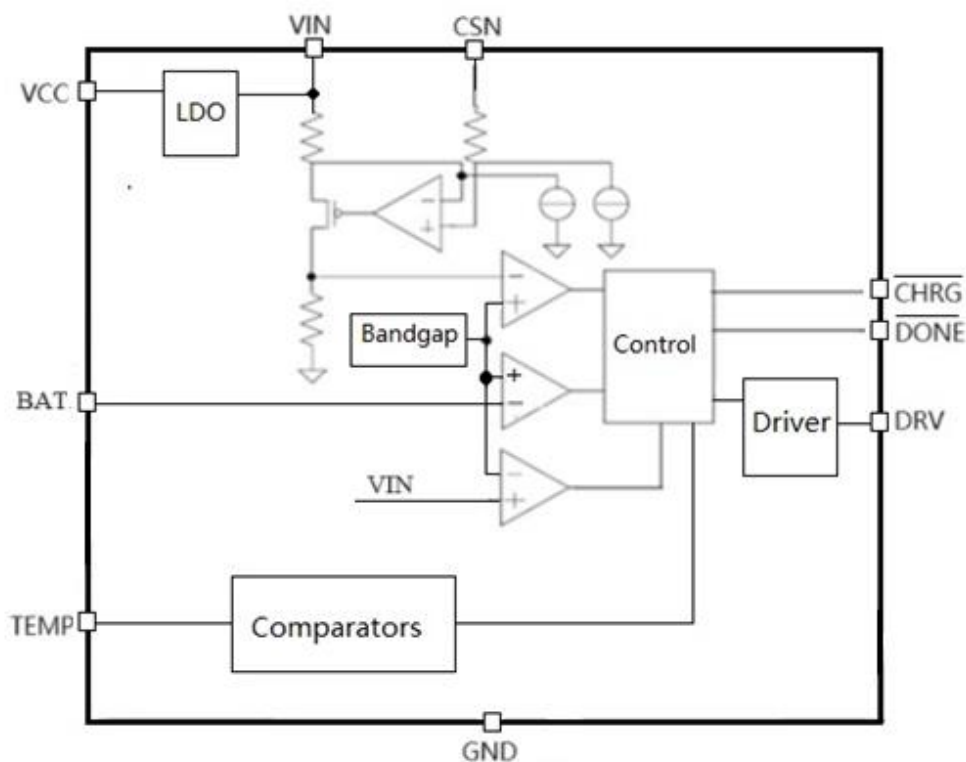 VIN
CSN
VCC
LDO
−
+
−
+
CHRG
DONE
Bandgap
Control
+
−
BAT
Driver
DRV
−
VIN
+
TEMP
Comparators
GND